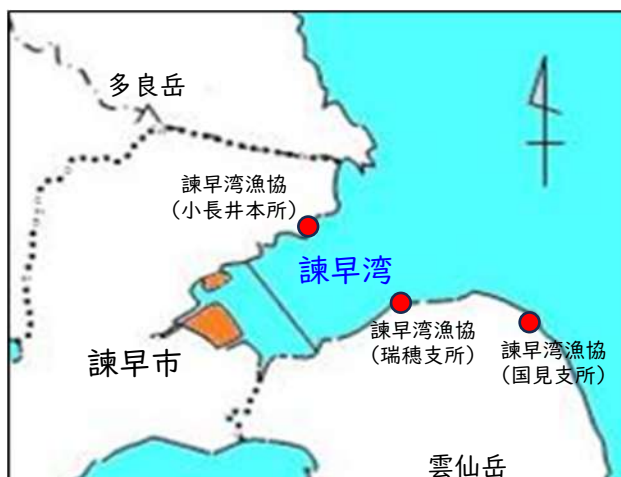 多良岳
諫早湾漁協
（小長井本所）
諫早湾
諫早湾漁協
（瑞穂支所）
諫早湾漁協
（国見支所）
諫早市
雲仙岳